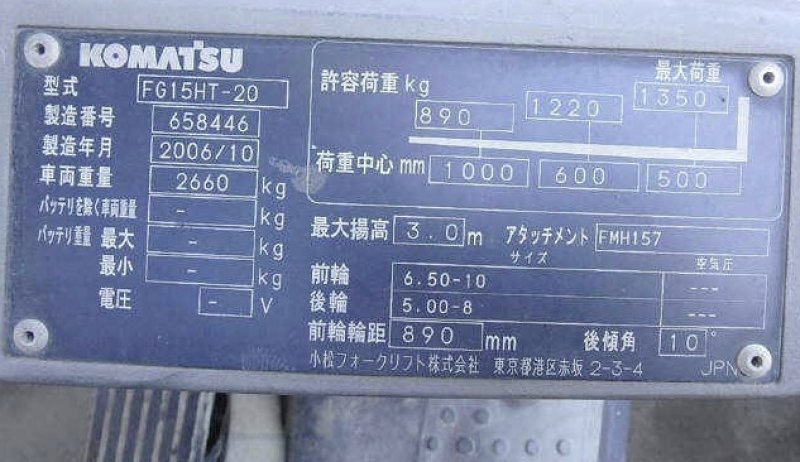 KOMATSU
型式 FG15HT-20
製造番号 658446
製造年月 2006/10
車両重量 2660 kg
バッテリを除く車両重量 - kg
バッテリ重量 最大 - kg
最小 - kg
電圧 - V
最大荷重
許容荷重 kg 890 1220 1350
荷重中心 mm 1000 600 500
最大揚高 3.0 m アタッチメント FMH157
サイズ 空気圧
前輪 6.50-10 ---
後輪 5.00-8 ---
前輪輪距 890 mm 後傾角 10°
小松フォークリフト株式会社 東京都港区赤坂 2-3-4 JPN